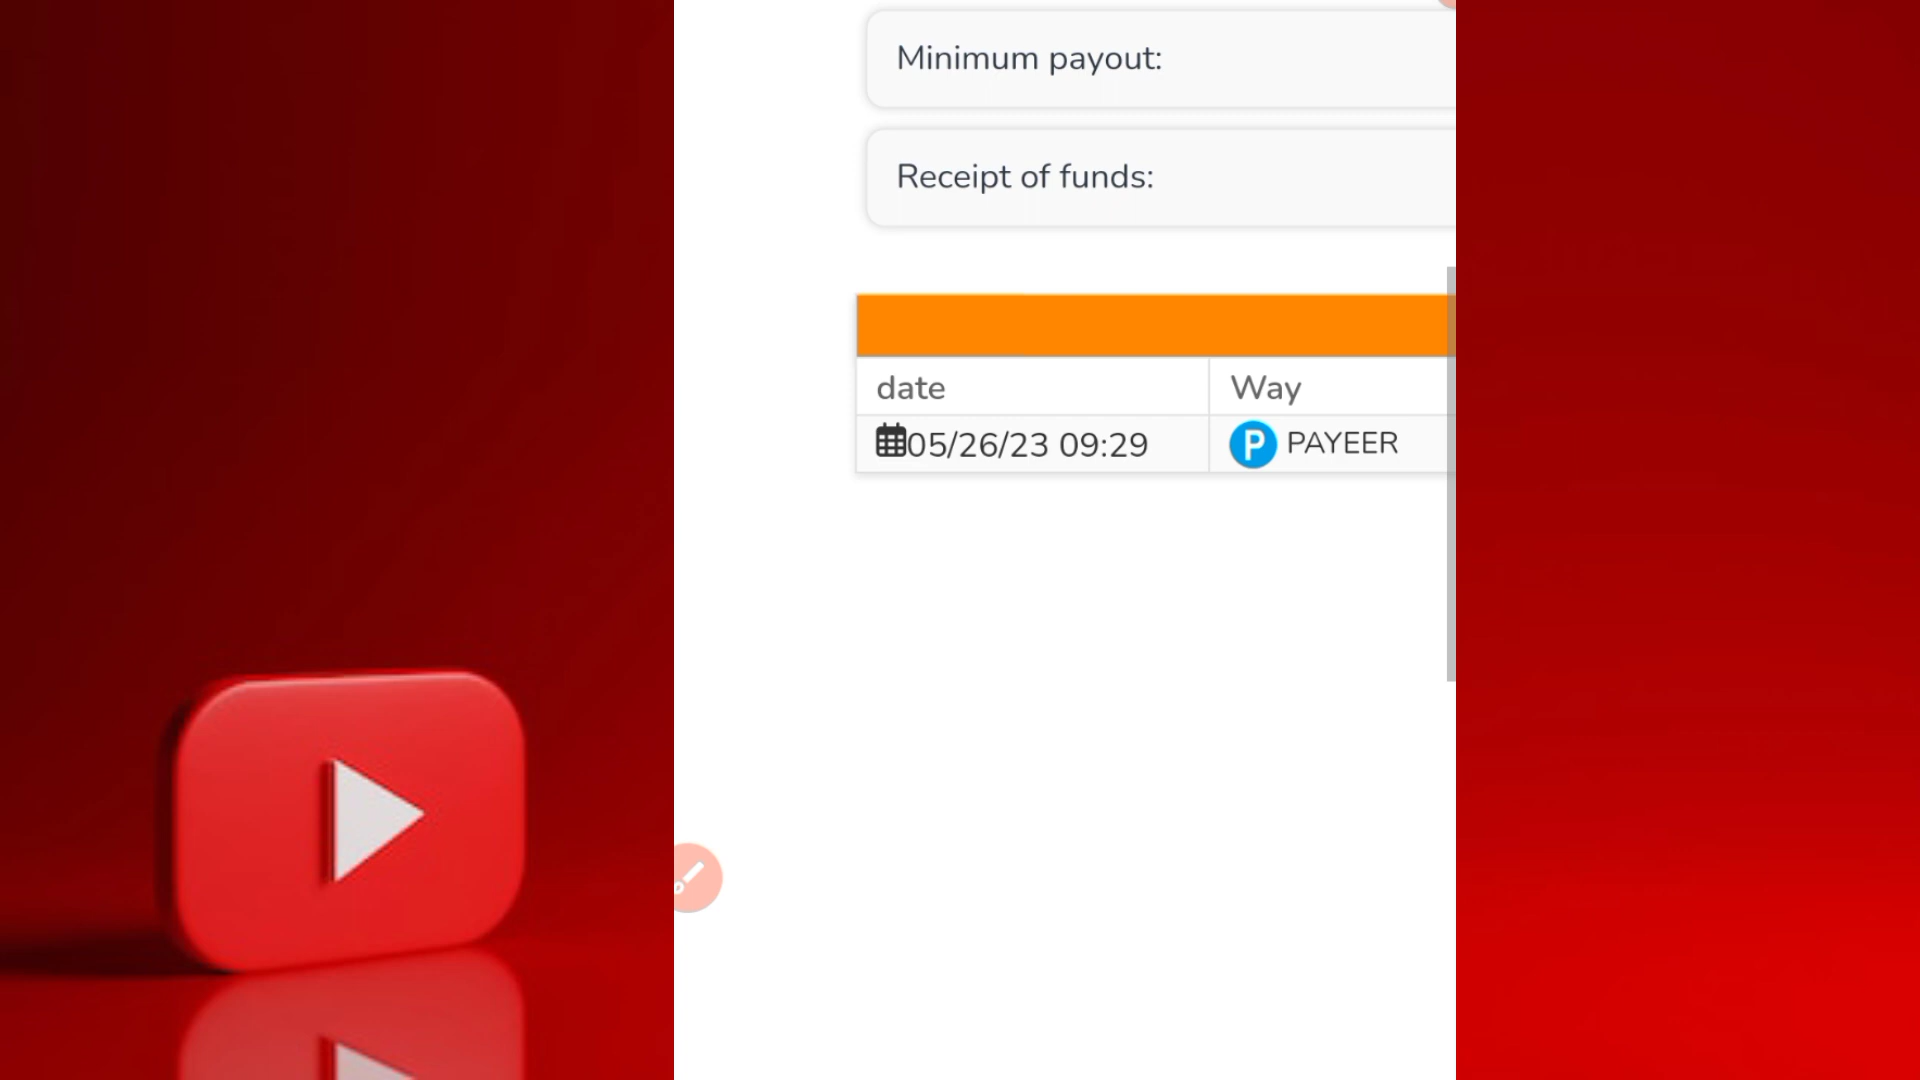 Minimum payout:
Receipt of funds:
date Way
05/26/23 09:29 P PAYEER